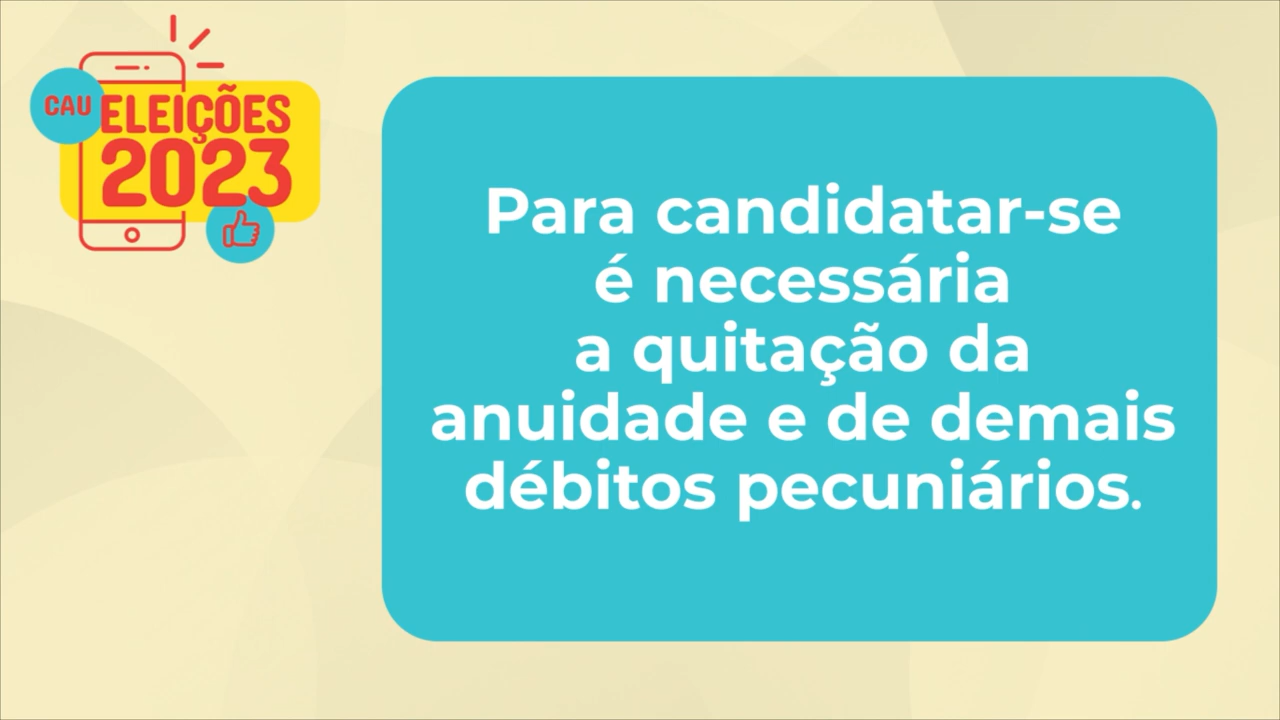 CAU
ELEIÇÕES
2023
Para candidatar-se
é necessária
a quitação da
anuidade e de demais
débitos pecuniários.